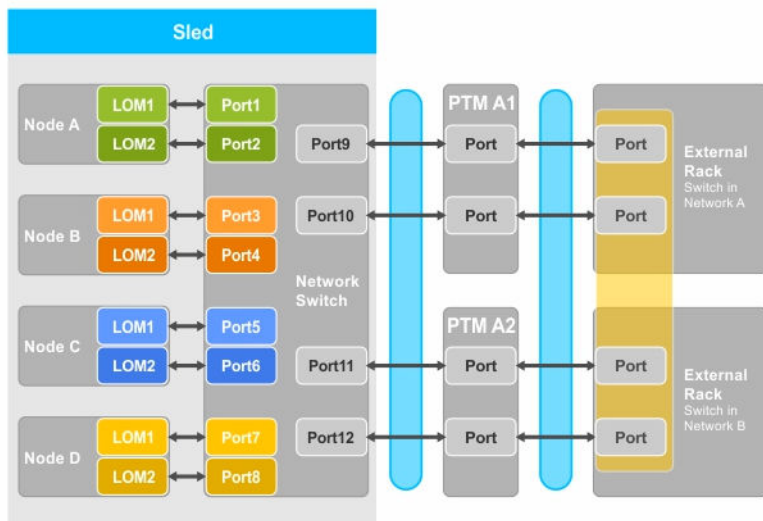 Sled
Node A
LOM1
Port1
LOM2
Port2
Node B
LOM1
Port3
LOM2
Port4
Node C
LOM1
Port5
LOM2
Port6
Node D
LOM1
Port7
LOM2
Port8
Port9
Port10
Network
Switch
Port11
Port12
PTM A1
Port
Port
PTM A2
Port
Port
Port
Port
External
Rack
Switch in
Network A
Port
Port
External
Rack
Switch in
Network B